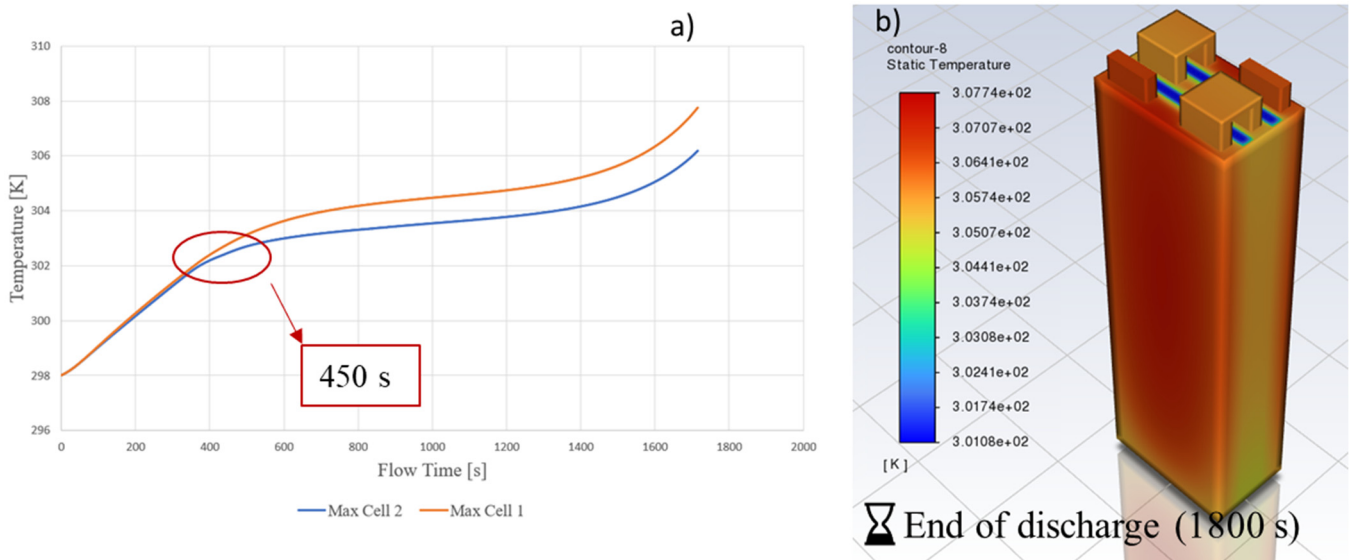 a)
310
308
306
304
302
300
298
296
Temperature [K]
450 s
0 200 400 600 800 1000 1200 1400 1600 1800 2000
Flow Time [s]
Max Cell 2 Max Cell 1
b)
contour-8
Static Temperature
3.0774e+02
3.0707e+02
3.0641e+02
3.0574e+02
3.0507e+02
3.0441e+02
3.0374e+02
3.0308e+02
3.0241e+02
3.0174e+02
3.0108e+02
[ K ]
End of discharge (1800 s)